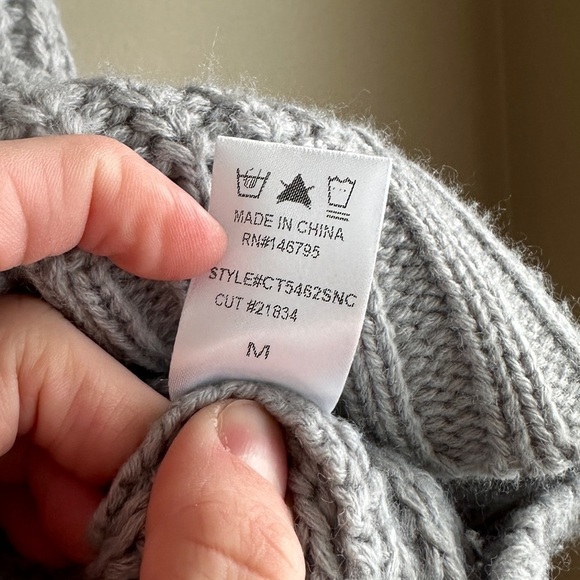 MADE IN CHINA
RN#146795
STYLE#CT5462SNC
CUT #21834
M